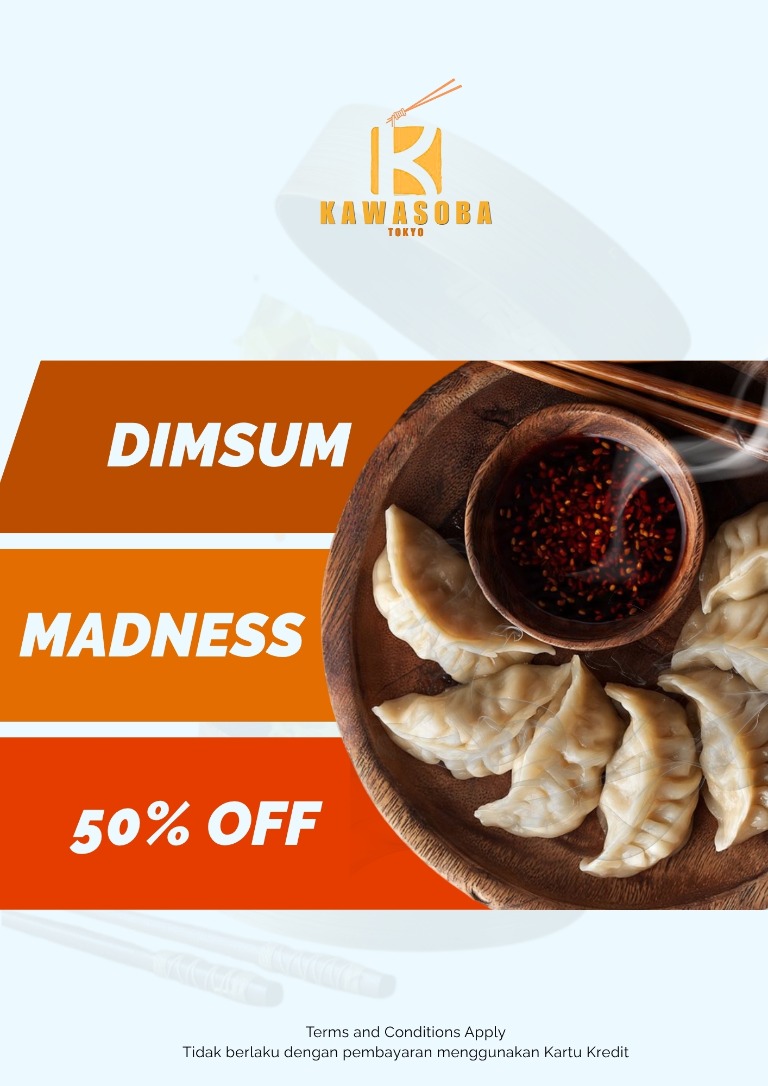 KAWASOBA
TOKYO
DIMSUM
MADNESS
50% OFF
Terms and Conditions Apply
Tidak berlaku dengan pembayaran menggunakan Kartu Kredit